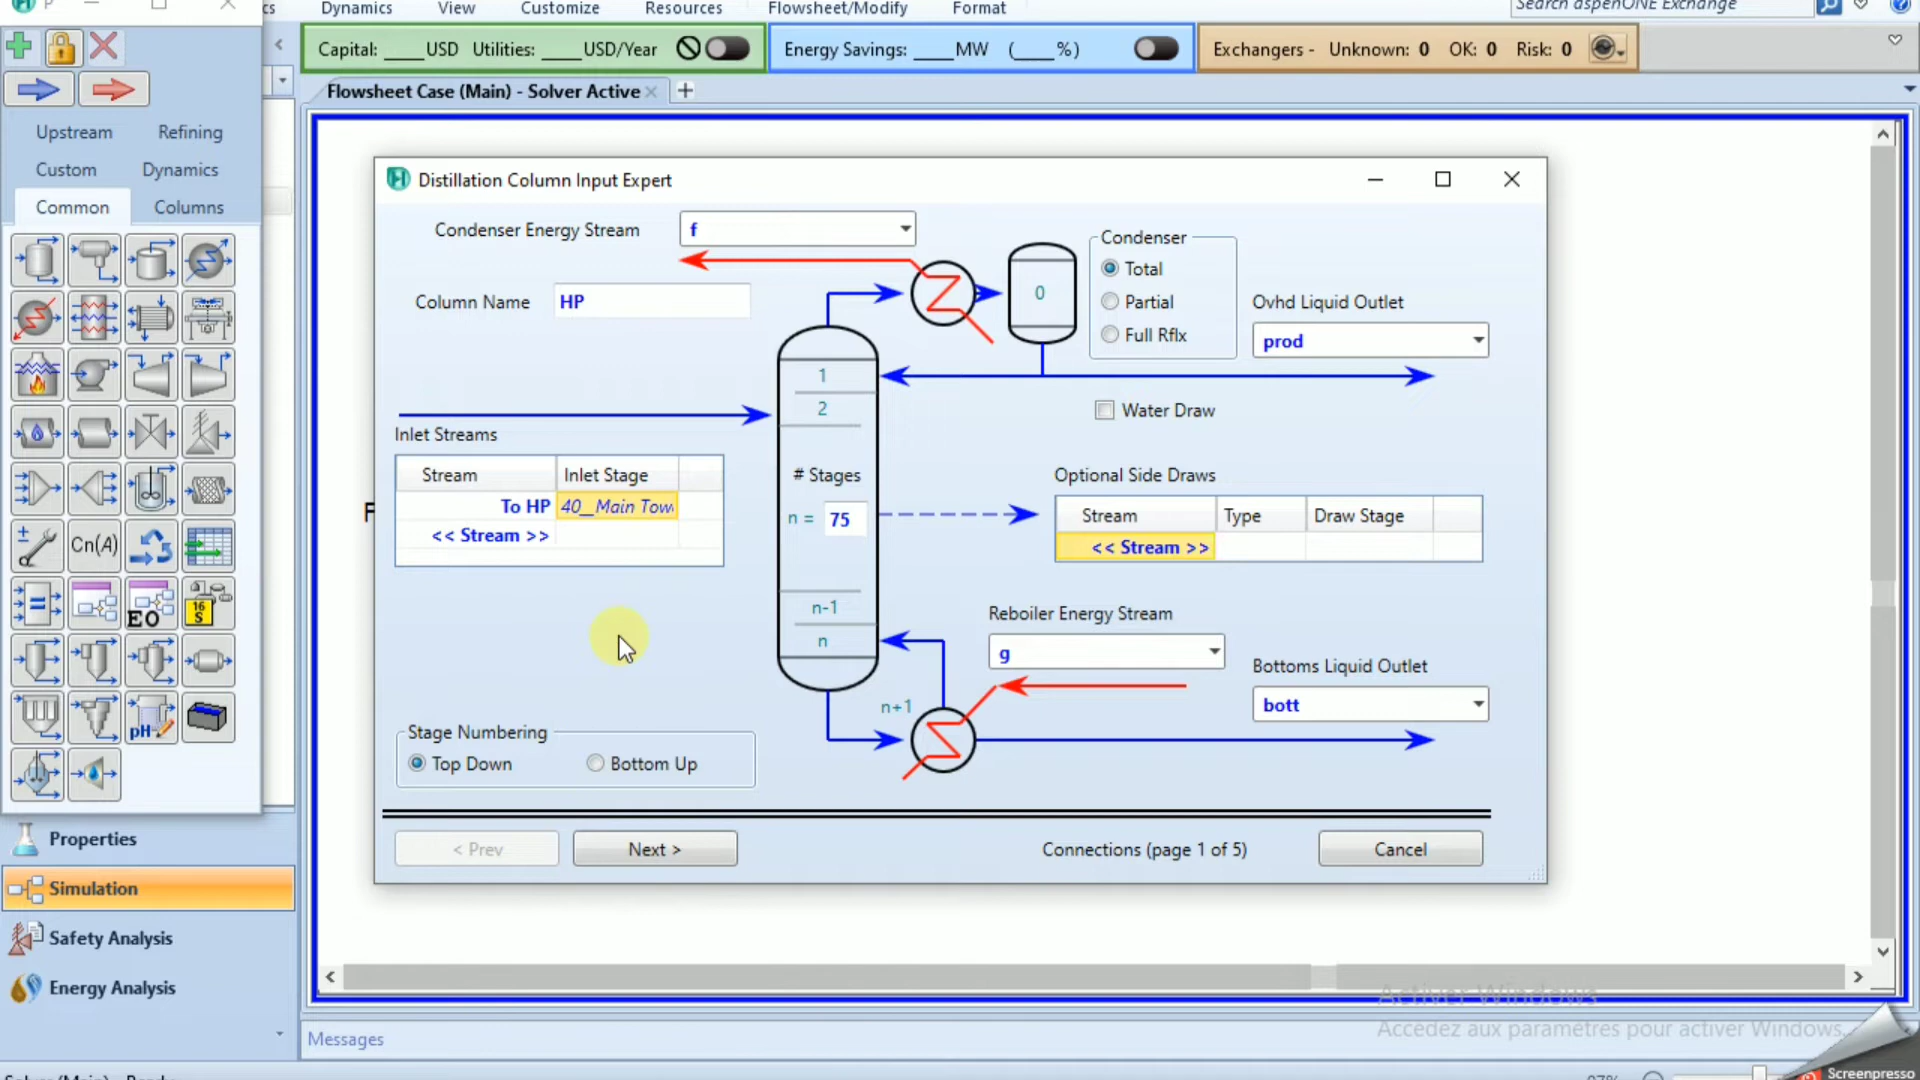 Dynamics View Customize Resources Flowsheet/Modify Format
Search aspenONE Exchange
Capital: ____USD Utilities: ____USD/Year
Energy Savings: ____MW (____%)
Exchangers - Unknown: 0 OK: 0 Risk: 0
Flowsheet Case (Main) - Solver Active
Upstream Refining
Custom Dynamics
Common Columns
Cn(A)
EO
16
S
pH
Properties
Simulation
Safety Analysis
Energy Analysis
Distillation Column Input Expert
Condenser Energy Stream f
Column Name HP
0
Condenser
Total
Partial
Full Rflx
Ovhd Liquid Outlet
prod
Water Draw
1
2
# Stages
n = 75
n-1
n
n+1
Inlet Streams
Stream Inlet Stage
To HP 40__Main Tow
<< Stream >>
Optional Side Draws
Stream Type Draw Stage
<< Stream >>
Reboiler Energy Stream
g
Bottoms Liquid Outlet
bott
Stage Numbering
Top Down Bottom Up
< Prev Next > Connections (page 1 of 5) Cancel
Messages
Activer Windows
Accédez aux paramètres pour activer Windows.
97%
Screenpresso